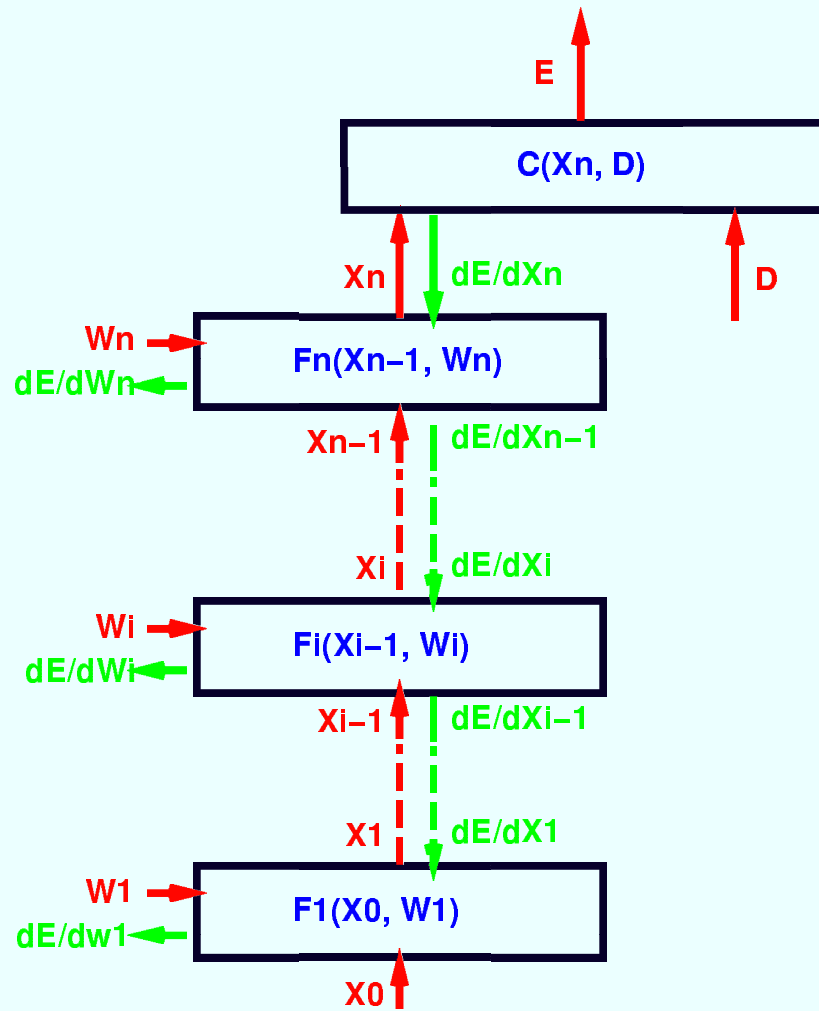 E
C(Xn, D)
Xn
dE/dXn
D
Wn
Fn(Xn−1, Wn)
dE/dWn
Xn−1
dE/dXn−1
Xi
dE/dXi
Wi
Fi(Xi−1, Wi)
dE/dWi
Xi−1
dE/dXi−1
X1
dE/dX1
W1
F1(X0, W1)
dE/dw1
X0